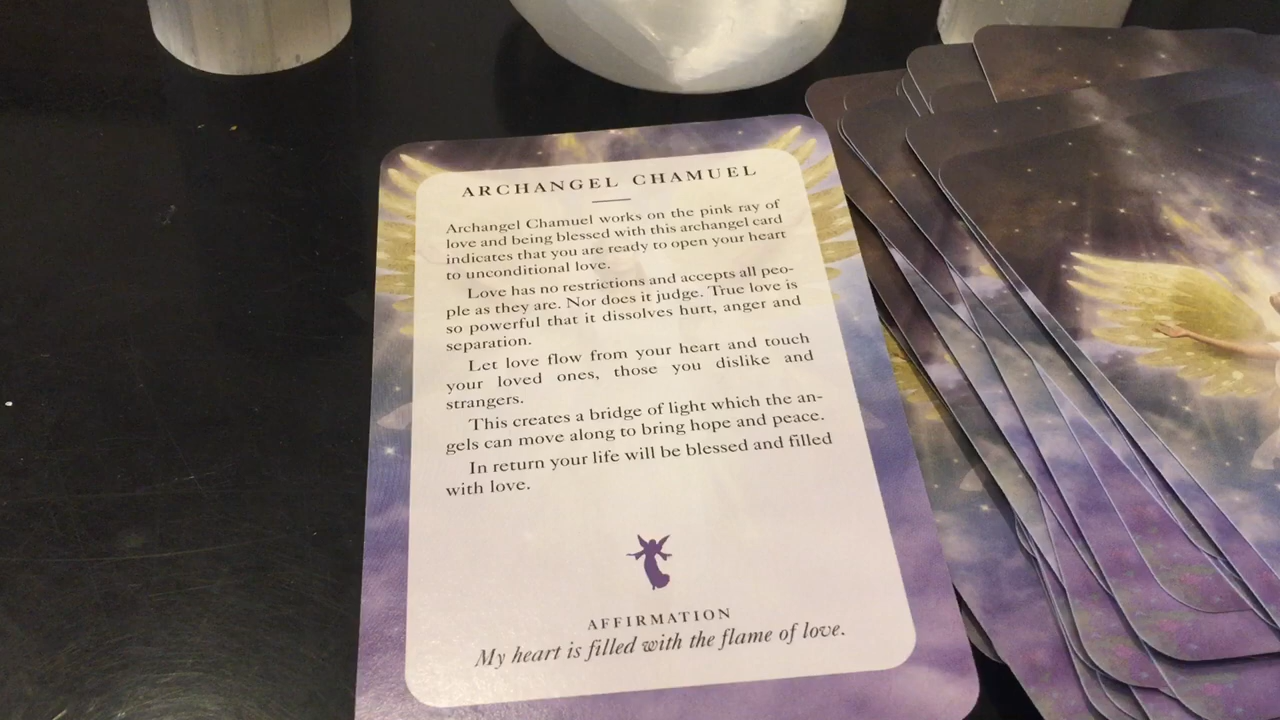 ARCHANGEL CHAMUEL
Archangel Chamuel works on the pink ray of
love and being blessed with this archangel card
indicates that you are ready to open your heart
to unconditional love.
Love has no restrictions and accepts all peo-
ple as they are. Nor does it judge. True love is
so powerful that it dissolves hurt, anger and
separation.
Let love flow from your heart and touch
your loved ones, those you dislike and
strangers.
This creates a bridge of light which the an-
gels can move along to bring hope and peace.
In return your life will be blessed and filled
with love.
AFFIRMATION
My heart is filled with the flame of love.